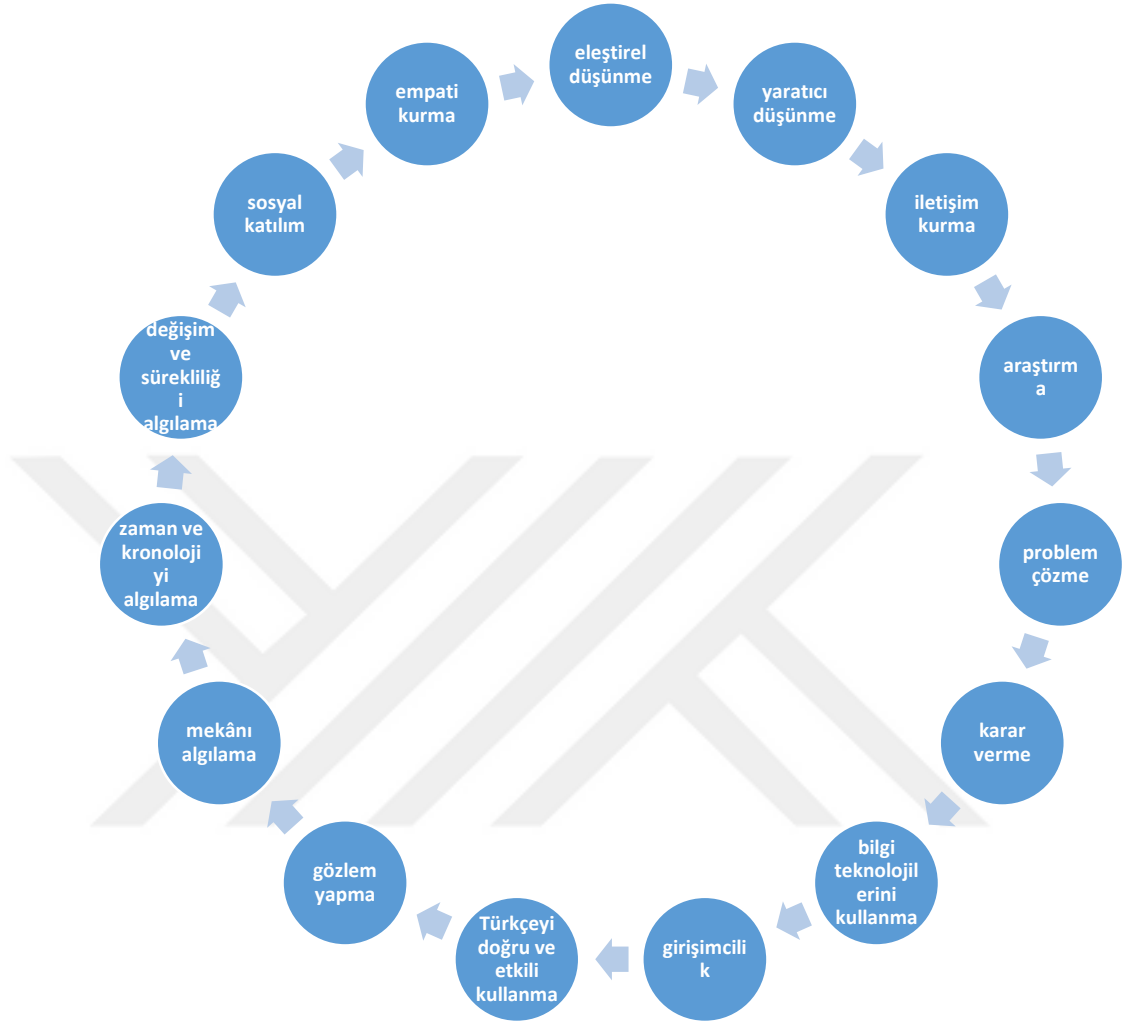 eleştirel
düşünme
yaratıcı
düşünme
iletişim
kurma
araştırm
a
problem
çözme
karar
verme
bilgi
teknolojil
erini
kullanma
girişimcili
k
Türkçeyi
doğru ve
etkili
kullanma
gözlem
yapma
mekânı
algılama
zaman ve
kronoloji
yi
algılama
değişim
ve
sürekliliğ
i
algılama
sosyal
katılım
empati
kurma